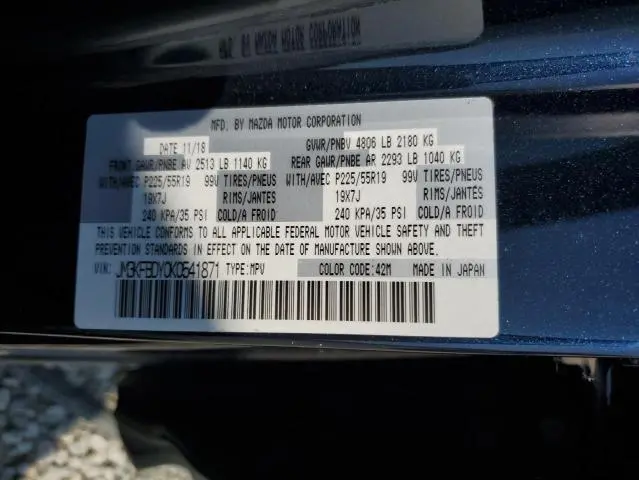 MFD. BY MAZDA MOTOR CORPORATION
DATE 11/18 GVWR/PNBV 4806 LB 2180 KG
FRONT GAWR/PNBE AV 2513 LB 1140 KG REAR GAWR/PNBE AR 2293 LB 1040 KG
WITH/AVEC P225/55R19 99V TIRES/PNEUS WITH/AVEC P225/55R19 99V TIRES/PNEUS
19X7J RIMS/JANTES 19X7J RIMS/JANTES
240 KPA/35 PSI COLD/A FROID 240 KPA/35 PSI COLD/A FROID
THIS VEHICLE CONFORMS TO ALL APPLICABLE FEDERAL MOTOR VEHICLE SAFETY AND THEFT
PREVENTION STANDARDS IN EFFECT ON THE DATE OF MANUFACTURE SHOWN ABOVE.
VIN: JM3KFBDY0K0541871 TYPE:MPV COLOR CODE:42M MADE IN JAPAN